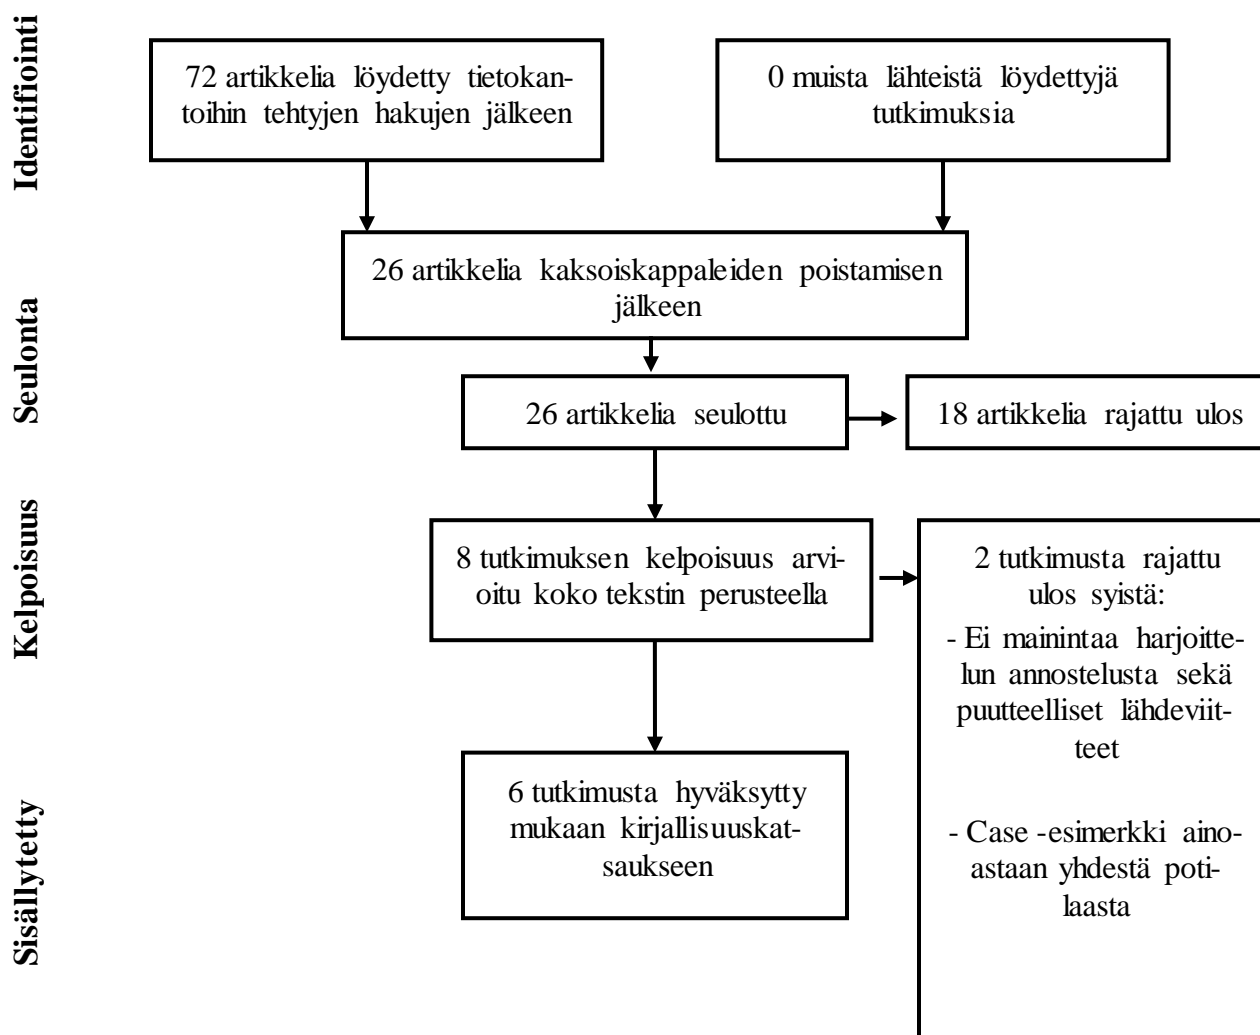 Identifiointi
72 artikkelia löydetty tietokan-
toihin tehtyjen hakujen jälkeen
0 muista lähteistä löydettyjä
tutkimuksia
Seulonta
26 artikkelia kaksoiskappaleiden poistamisen
jälkeen
26 artikkelia seulottu
18 artikkelia rajattu ulos
Kelpoisuus
8 tutkimuksen kelpoisuus arvi-
oitu koko tekstin perusteella
2 tutkimusta rajattu
ulos syistä:
- Ei mainintaa harjoitte-
lun annostelusta sekä
puutteelliset lähdeviit-
teet
- Case -esimerkki aino-
astaan yhdestä poti-
laasta
Sisällytetty
6 tutkimusta hyväksytty
mukaan kirjallisuuskat-
saukseen